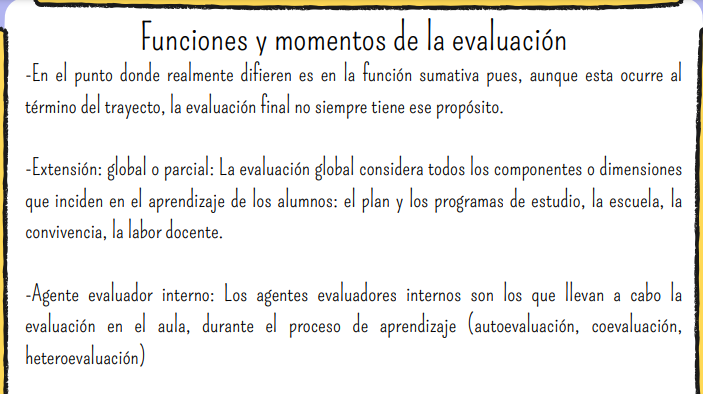 Funciones y momentos de la evaluación
-En el punto donde realmente difieren es en la función sumativa pues, aunque esta ocurre al
término del trayecto, la evaluación final no siempre tiene ese propósito.
-Extensión: global o parcial: La evaluación global considera todos los componentes o dimensiones
que inciden en el aprendizaje de los alumnos: el plan y los programas de estudio, la escuela, la
convivencia, la labor docente.
-Agente evaluador interno: Los agentes evaluadores internos son los que llevan a cabo la
evaluación en el aula, durante el proceso de aprendizaje (autoevaluación, coevaluación,
heteroevaluación)